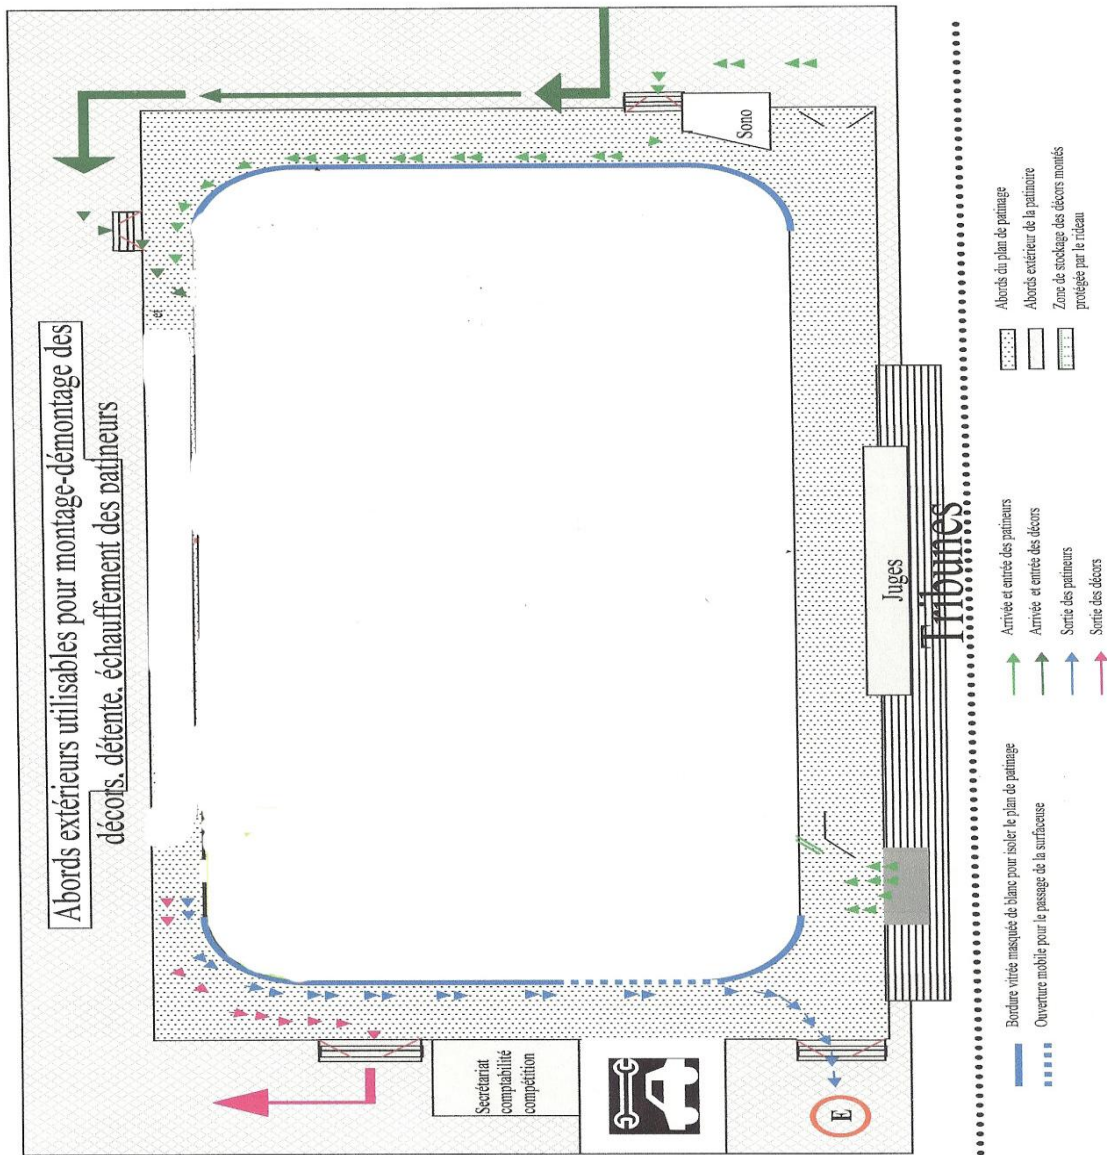 Abords extérieurs utilisables pour montage-démontage des
décors, détente, échauffement des patineurs
et
Sono
Juges
Tribunes
Secrétariat
comptabilité
compétition
E
Bordure vitrée masquée de blanc pour isoler le plan de patinage
Ouverture mobile pour le passage de la surfaceuse
Arrivée et entrée des patineurs
Arrivée et entrée des décors
Sortie des patineurs
Sortie des décors
Abords du plan de patinage
Abords extérieur de la patinoire
Zone de stockage des décors montés
protégée par le rideau